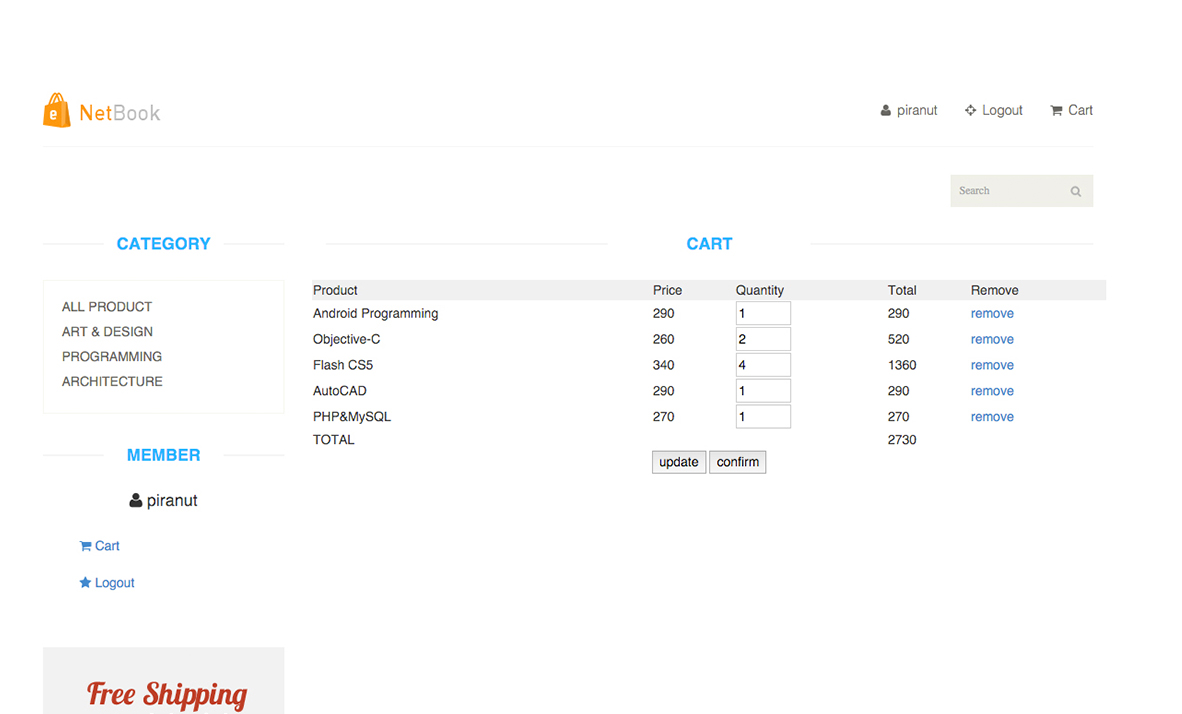 e NetBook
piranut Logout Cart
Search
CATEGORY
ALL PRODUCT
ART & DESIGN
PROGRAMMING
ARCHITECTURE
MEMBER
piranut
Cart
Logout
Free Shipping
CART
Product Price Quantity Total Remove
Android Programming 290 1 290 remove
Objective-C 260 2 520 remove
Flash CS5 340 4 1360 remove
AutoCAD 290 1 290 remove
PHP&MySQL 270 1 270 remove
TOTAL 2730
update confirm